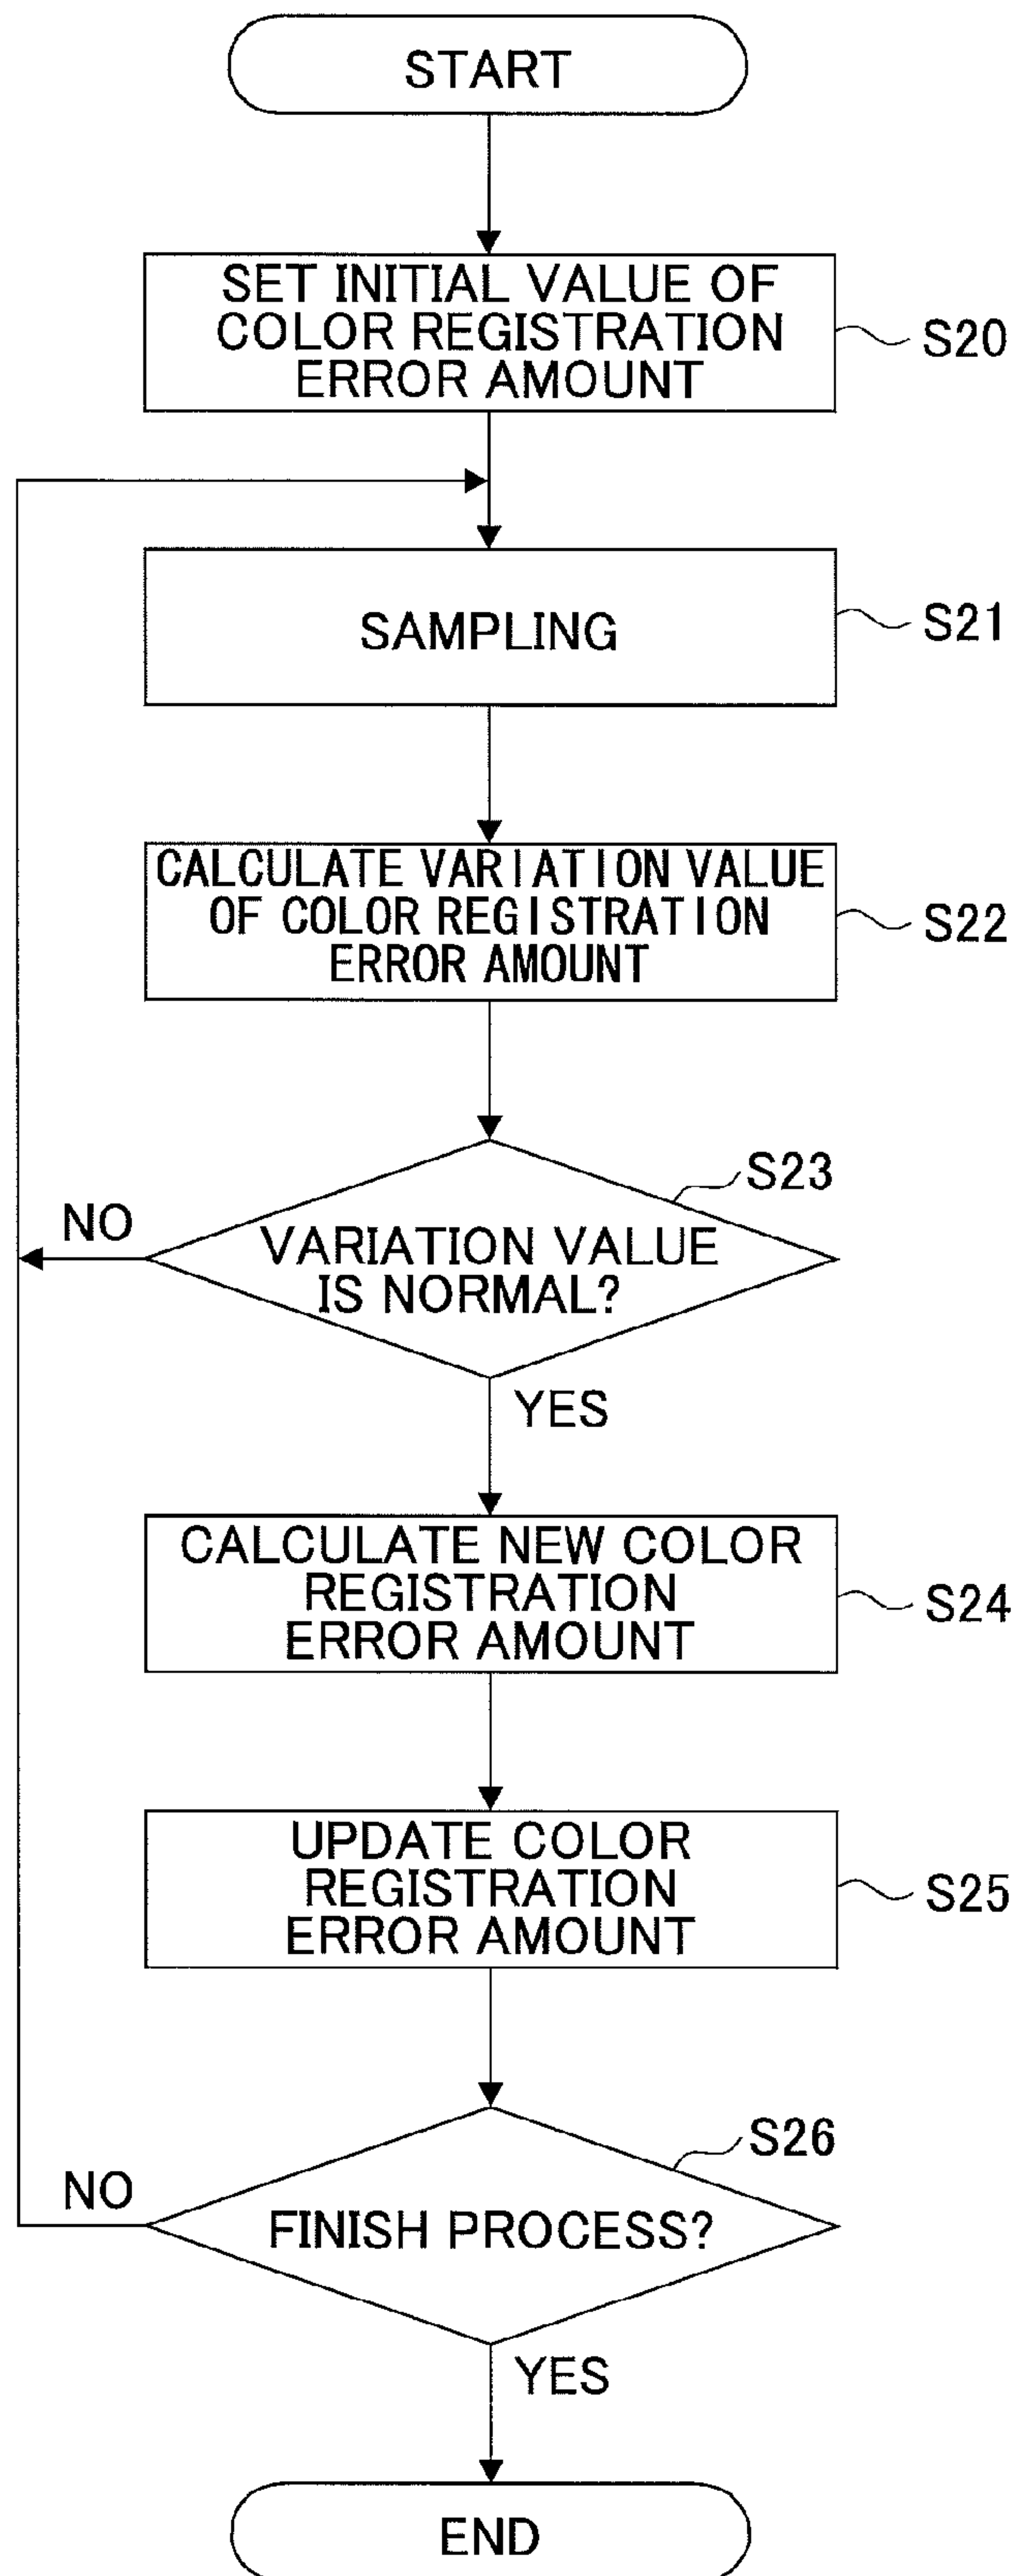 START
SET INITIAL VALUE OF
COLOR REGISTRATION
ERROR AMOUNT
S20
SAMPLING
S21
CALCULATE VARIATION VALUE
OF COLOR REGISTRATION
ERROR AMOUNT
S22
S23
NO
VARIATION VALUE
IS NORMAL?
YES
CALCULATE NEW COLOR
REGISTRATION
ERROR AMOUNT
S24
UPDATE COLOR
REGISTRATION
ERROR AMOUNT
S25
S26
NO
FINISH PROCESS?
YES
END